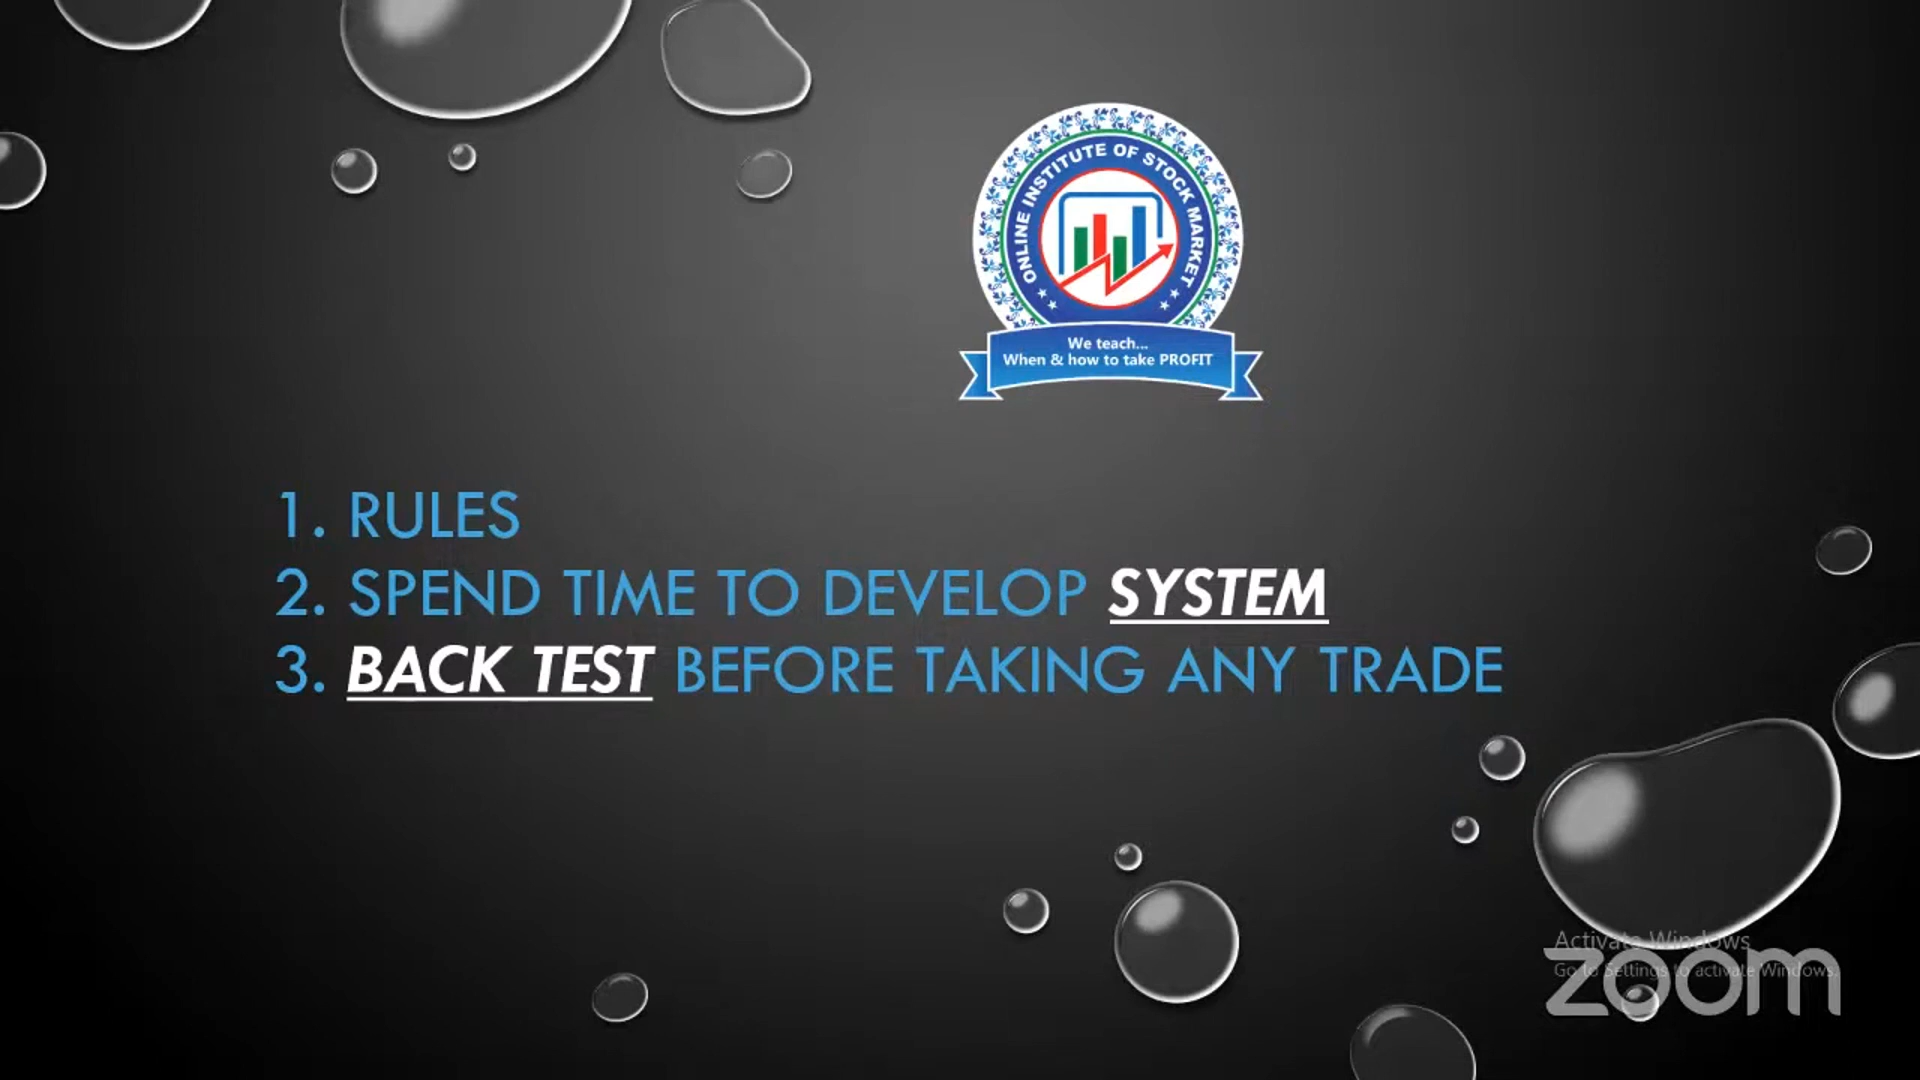 ONLINE INSTITUTE OF STOCK MARKET
We teach...
When & how to take PROFIT
1. RULES
2. SPEND TIME TO DEVELOP SYSTEM
3. BACK TEST BEFORE TAKING ANY TRADE
Activate Windows
Go to Settings to activate Windows.
zoom